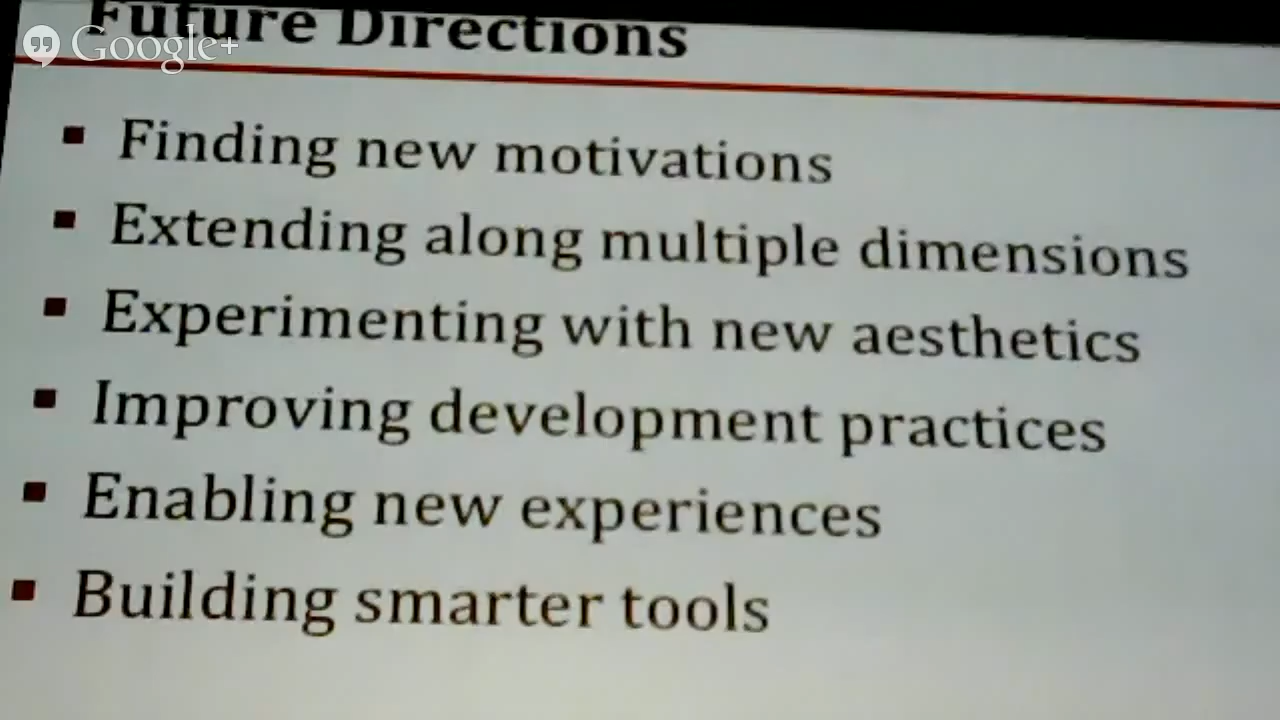 Future Directions
Google+
▪ Finding new motivations
▪ Extending along multiple dimensions
▪ Experimenting with new aesthetics
▪ Improving development practices
▪ Enabling new experiences
▪ Building smarter tools